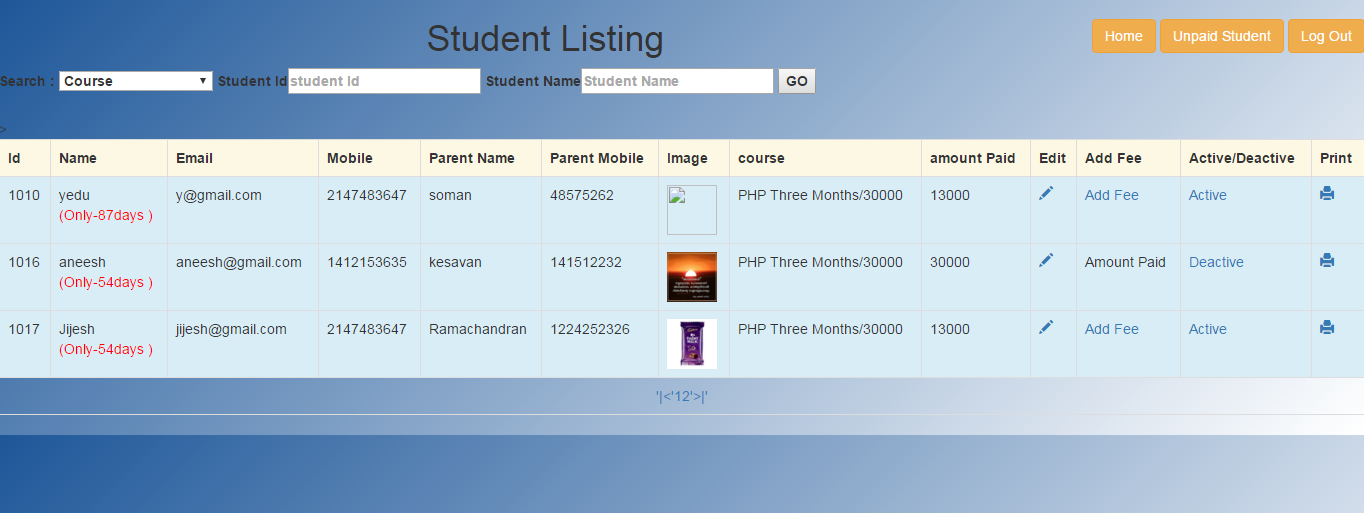 Student Listing
Home Unpaid Student Log Out
Search : Course Student Id student Id Student Name Student Name GO
>
Id Name Email Mobile Parent Name Parent Mobile Image course amount Paid Edit Add Fee Active/Deactive Print
1010 yedu y@gmail.com 2147483647 soman 48575262 PHP Three Months/30000 13000 Add Fee Active
(Only-87days )
1016 aneesh aneesh@gmail.com 1412153635 kesavan 141512232 PHP Three Months/30000 30000 Amount Paid Deactive
(Only-54days )
1017 Jijesh jijesh@gmail.com 2147483647 Ramachandran 1224252326 PHP Three Months/30000 13000 Add Fee Active
(Only-54days )
'|<'12'>|'